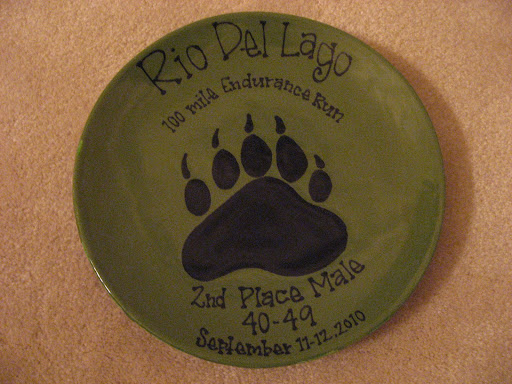 Rio Del Lago
100 mile Endurance Run
2nd Place Male
40-49
September 11-12, 2010